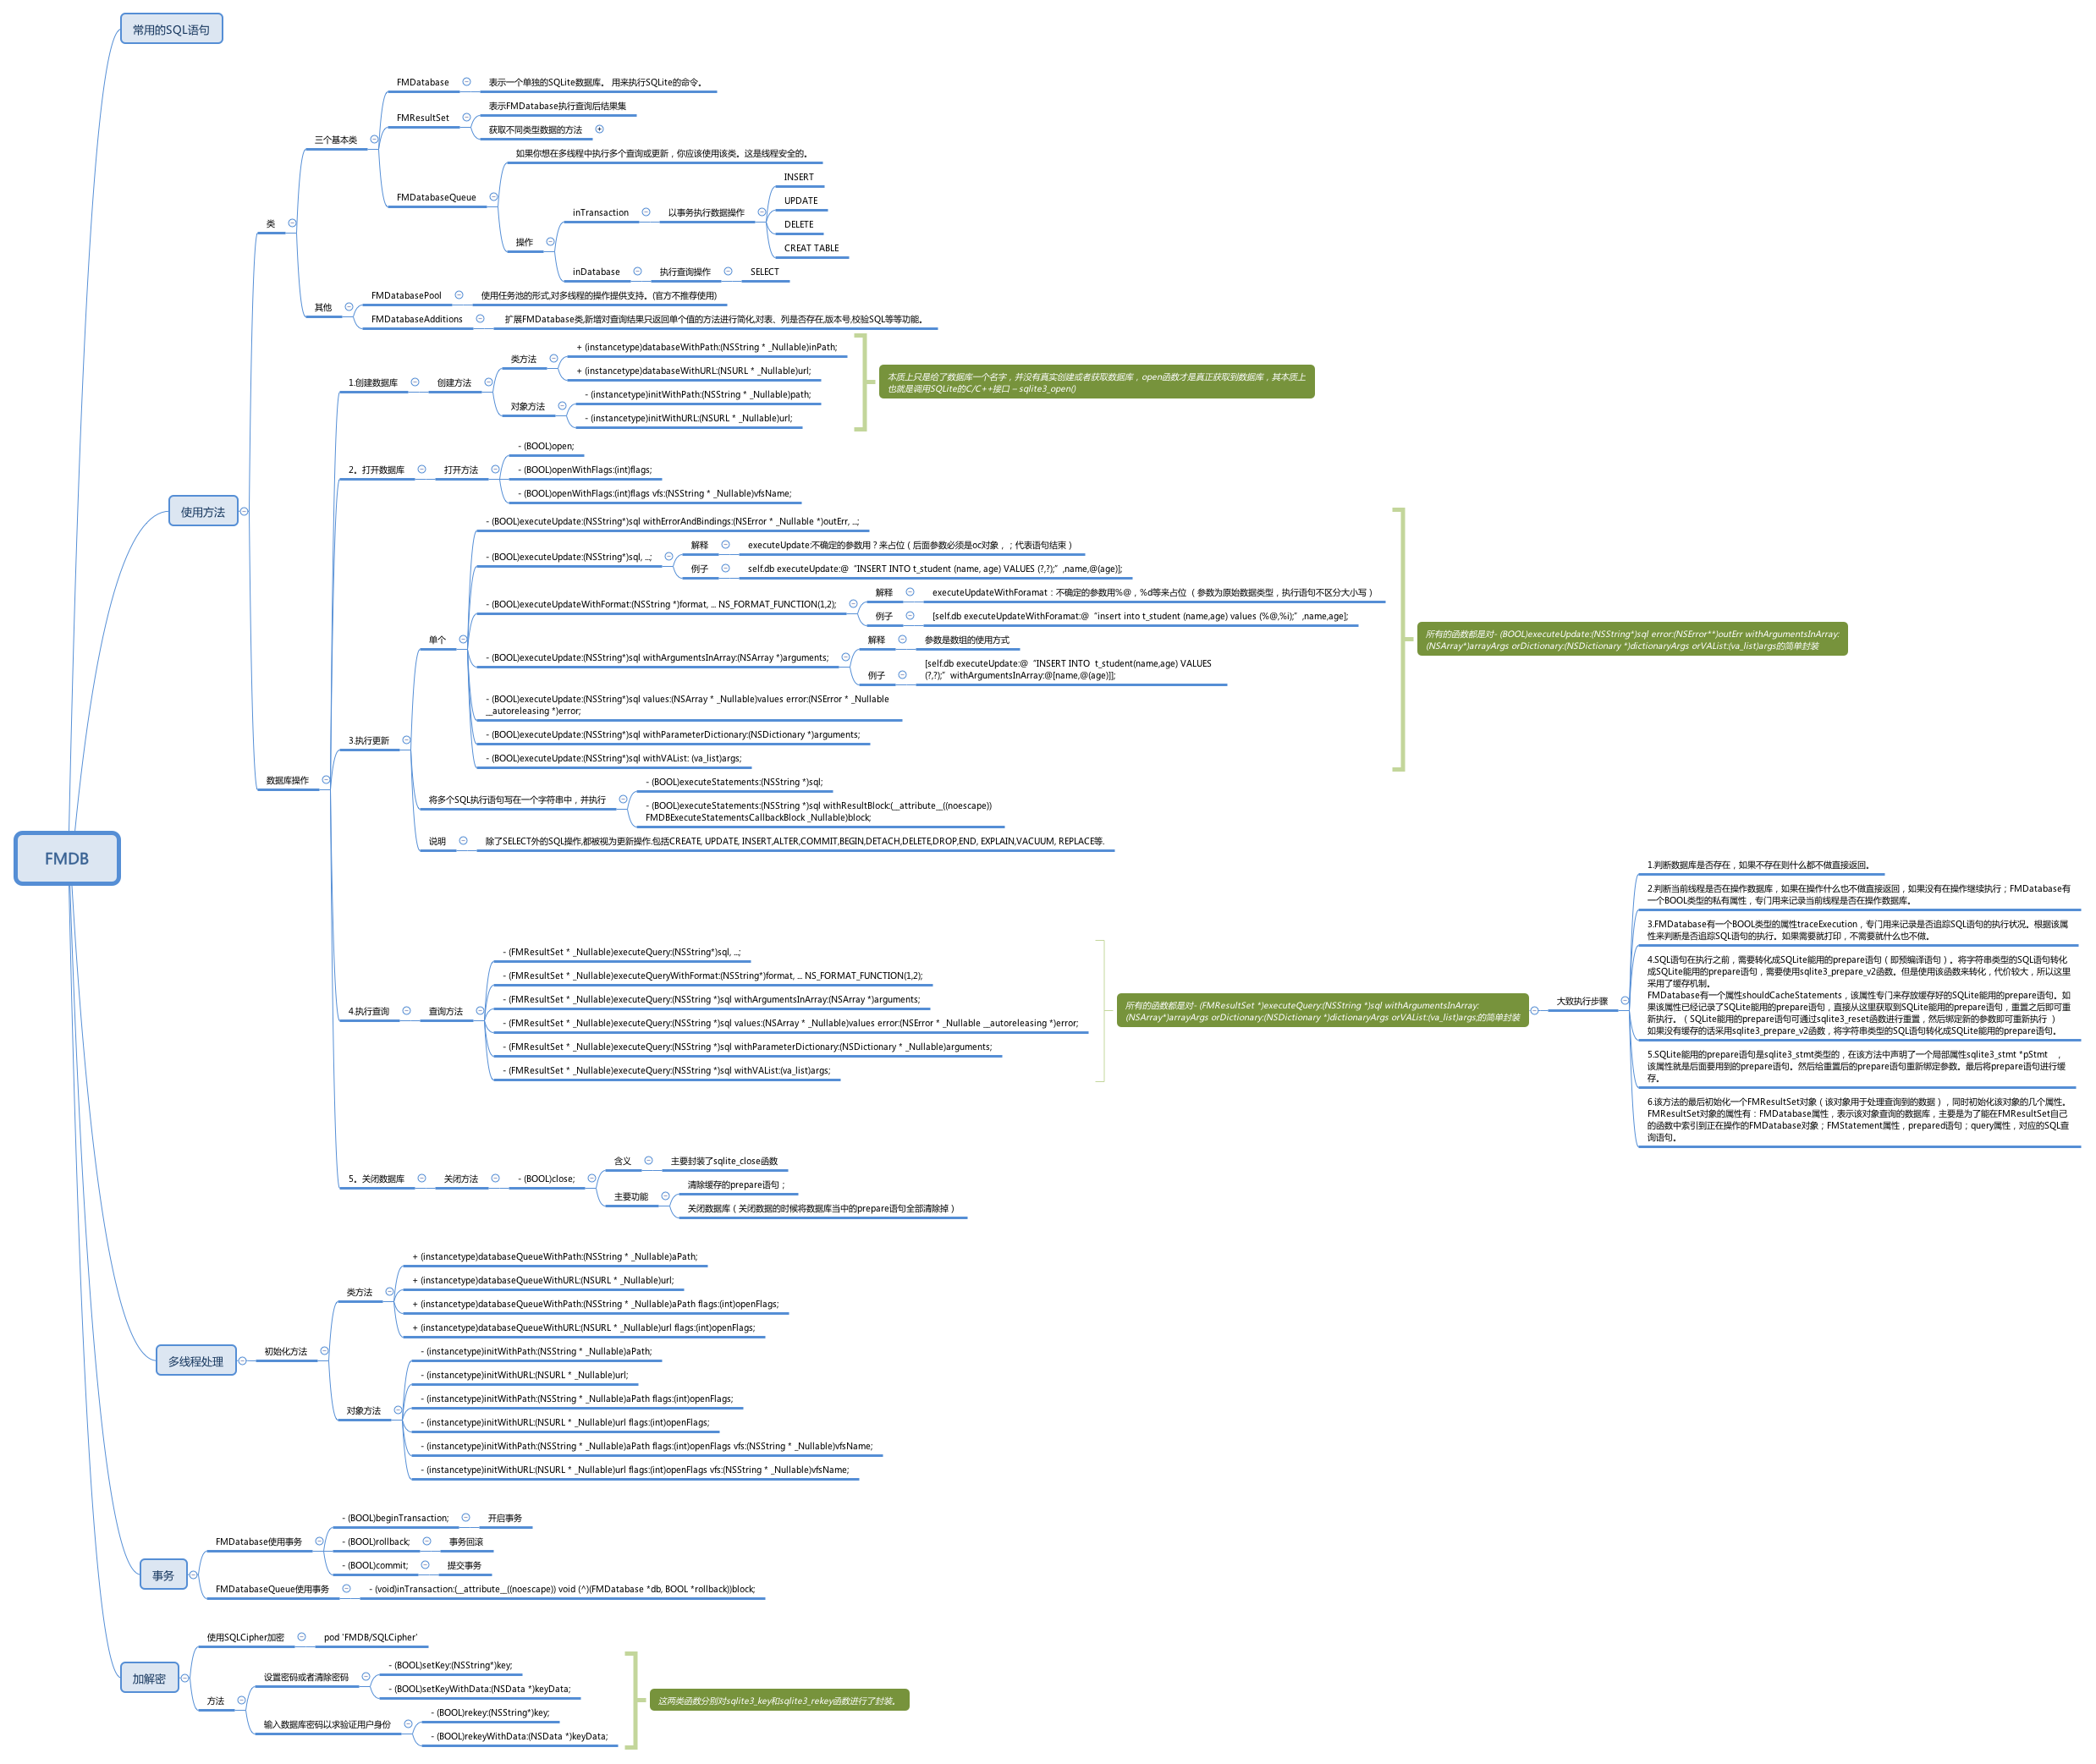 常用的SQL语句
FMDatabase
表示一个单独的SQLite数据库。 用来执行SQLite的命令。
FMResultSet
表示FMDatabase执行查询后结果集
获取不同类型数据的方法
三个基本类
如果你想在多线程中执行多个查询或更新，你应该使用该类。这是线程安全的。
FMDatabaseQueue
INSERT
UPDATE
DELETE
CREAT TABLE
inTransaction
以事务执行数据操作
操作
inDatabase
执行查询操作
SELECT
类
其他
FMDatabasePool
使用任务池的形式,对多线程的操作提供支持。(官方不推荐使用)
FMDatabaseAdditions
扩展FMDatabase类,新增对查询结果只返回单个值的方法进行简化,对表、列是否存在,版本号,校验SQL等等功能。
使用方法
1.创建数据库
创建方法
类方法
+ (instancetype)databaseWithPath:(NSString * _Nullable)inPath;
+ (instancetype)databaseWithURL:(NSURL * _Nullable)url;
对象方法
- (instancetype)initWithPath:(NSString * _Nullable)path;
- (instancetype)initWithURL:(NSURL * _Nullable)url;
本质上只是给了数据库一个名字，并没有真实创建或者获取数据库，open函数才是真正获取到数据库，其本质上
也就是调用SQLite的C/C++接口 – sqlite3_open()
2。打开数据库
打开方法
- (BOOL)open;
- (BOOL)openWithFlags:(int)flags;
- (BOOL)openWithFlags:(int)flags vfs:(NSString * _Nullable)vfsName;
- (BOOL)executeUpdate:(NSString*)sql withErrorAndBindings:(NSError * _Nullable *)outErr, ...;
- (BOOL)executeUpdate:(NSString*)sql, ...;
解释
executeUpdate:不确定的参数用？来占位（后面参数必须是oc对象，；代表语句结束）
例子
self.db executeUpdate:@“INSERT INTO t_student (name, age) VALUES (?,?);”,name,@(age)];
- (BOOL)executeUpdateWithFormat:(NSString *)format, ... NS_FORMAT_FUNCTION(1,2);
解释
executeUpdateWithForamat：不确定的参数用%@，%d等来占位 （参数为原始数据类型，执行语句不区分大小写）
例子
[self.db executeUpdateWithForamat:@“insert into t_student (name,age) values (%@,%i);”,name,age];
单个
- (BOOL)executeUpdate:(NSString*)sql withArgumentsInArray:(NSArray *)arguments;
解释
参数是数组的使用方式
例子
[self.db executeUpdate:@“INSERT INTO  t_student(name,age) VALUES
(?,?);”withArgumentsInArray:@[name,@(age)]];
所有的函数都是对- (BOOL)executeUpdate:(NSString*)sql error:(NSError**)outErr withArgumentsInArray:
(NSArray*)arrayArgs orDictionary:(NSDictionary *)dictionaryArgs orVAList:(va_list)args的简单封装
- (BOOL)executeUpdate:(NSString*)sql values:(NSArray * _Nullable)values error:(NSError * _Nullable
__autoreleasing *)error;
- (BOOL)executeUpdate:(NSString*)sql withParameterDictionary:(NSDictionary *)arguments;
- (BOOL)executeUpdate:(NSString*)sql withVAList: (va_list)args;
3.执行更新
数据库操作
将多个SQL执行语句写在一个字符串中，并执行
- (BOOL)executeStatements:(NSString *)sql;
- (BOOL)executeStatements:(NSString *)sql withResultBlock:(__attribute__((noescape))
FMDBExecuteStatementsCallbackBlock _Nullable)block;
说明
除了SELECT外的SQL操作,都被视为更新操作.包括CREATE, UPDATE, INSERT,ALTER,COMMIT,BEGIN,DETACH,DELETE,DROP,END, EXPLAIN,VACUUM, REPLACE等.
FMDB
4.执行查询
查询方法
- (FMResultSet * _Nullable)executeQuery:(NSString*)sql, ...;
- (FMResultSet * _Nullable)executeQueryWithFormat:(NSString*)format, ... NS_FORMAT_FUNCTION(1,2);
- (FMResultSet * _Nullable)executeQuery:(NSString *)sql withArgumentsInArray:(NSArray *)arguments;
- (FMResultSet * _Nullable)executeQuery:(NSString *)sql values:(NSArray * _Nullable)values error:(NSError * _Nullable __autoreleasing *)error;
- (FMResultSet * _Nullable)executeQuery:(NSString *)sql withParameterDictionary:(NSDictionary * _Nullable)arguments;
- (FMResultSet * _Nullable)executeQuery:(NSString *)sql withVAList:(va_list)args;
所有的函数都是对- (FMResultSet *)executeQuery:(NSString *)sql withArgumentsInArray:
(NSArray*)arrayArgs orDictionary:(NSDictionary *)dictionaryArgs orVAList:(va_list)args;的简单封装
大致执行步骤
1.判断数据库是否存在，如果不存在则什么都不做直接返回。
2.判断当前线程是否在操作数据库，如果在操作什么也不做直接返回，如果没有在操作继续执行；FMDatabase有
一个BOOL类型的私有属性，专门用来记录当前线程是否在操作数据库。
3.FMDatabase有一个BOOL类型的属性traceExecution，专门用来记录是否追踪SQL语句的执行状况。根据该属
性来判断是否追踪SQL语句的执行。如果需要就打印，不需要就什么也不做。
4.SQL语句在执行之前，需要转化成SQLite能用的prepare语句（即预编译语句）。将字符串类型的SQL语句转化
成SQLite能用的prepare语句，需要使用sqlite3_prepare_v2函数。但是使用该函数来转化，代价较大，所以这里
采用了缓存机制。
FMDatabase有一个属性shouldCacheStatements，该属性专门来存放缓存好的SQLite能用的prepare语句。如
果该属性已经记录了SQLite能用的prepare语句，直接从这里获取到SQLite能用的prepare语句，重置之后即可重
新执行。（ SQLite能用的prepare语句可通过sqlite3_reset函数进行重置，然后绑定新的参数即可重新执行 ）
如果没有缓存的话采用sqlite3_prepare_v2函数，将字符串类型的SQL语句转化成SQLite能用的prepare语句。
5.SQLite能用的prepare语句是sqlite3_stmt类型的，在该方法中声明了一个局部属性sqlite3_stmt *pStmt ，
该属性就是后面要用到的prepare语句。然后给重置后的prepare语句重新绑定参数。最后将prepare语句进行缓
存。
6.该方法的最后初始化一个FMResultSet对象（该对象用于处理查询到的数据），同时初始化该对象的几个属性。
FMResultSet对象的属性有：FMDatabase属性，表示该对象查询的数据库，主要是为了能在FMResultSet自己
的函数中索引到正在操作的FMDatabase对象；FMStatement属性，prepared语句；query属性，对应的SQL查
询语句。
5。关闭数据库
关闭方法
- (BOOL)close;
含义
主要封装了sqlite_close函数
主要功能
清除缓存的prepare语句；
关闭数据库（关闭数据的时候将数据库当中的prepare语句全部清除掉）
多线程处理
初始化方法
类方法
+ (instancetype)databaseQueueWithPath:(NSString * _Nullable)aPath;
+ (instancetype)databaseQueueWithURL:(NSURL * _Nullable)url;
+ (instancetype)databaseQueueWithPath:(NSString * _Nullable)aPath flags:(int)openFlags;
+ (instancetype)databaseQueueWithURL:(NSURL * _Nullable)url flags:(int)openFlags;
对象方法
- (instancetype)initWithPath:(NSString * _Nullable)aPath;
- (instancetype)initWithURL:(NSURL * _Nullable)url;
- (instancetype)initWithPath:(NSString * _Nullable)aPath flags:(int)openFlags;
- (instancetype)initWithURL:(NSURL * _Nullable)url flags:(int)openFlags;
- (instancetype)initWithPath:(NSString * _Nullable)aPath flags:(int)openFlags vfs:(NSString * _Nullable)vfsName;
- (instancetype)initWithURL:(NSURL * _Nullable)url flags:(int)openFlags vfs:(NSString * _Nullable)vfsName;
事务
FMDatabase使用事务
- (BOOL)beginTransaction;
开启事务
- (BOOL)rollback;
事务回滚
- (BOOL)commit;
提交事务
FMDatabaseQueue使用事务
- (void)inTransaction:(__attribute__((noescape)) void (^)(FMDatabase *db, BOOL *rollback))block;
加解密
使用SQLCipher加密
pod 'FMDB/SQLCipher'
方法
设置密码或者清除密码
- (BOOL)setKey:(NSString*)key;
- (BOOL)setKeyWithData:(NSData *)keyData;
输入数据库密码以求验证用户身份
- (BOOL)rekey:(NSString*)key;
- (BOOL)rekeyWithData:(NSData *)keyData;
这两类函数分别对sqlite3_key和sqlite3_rekey函数进行了封装。